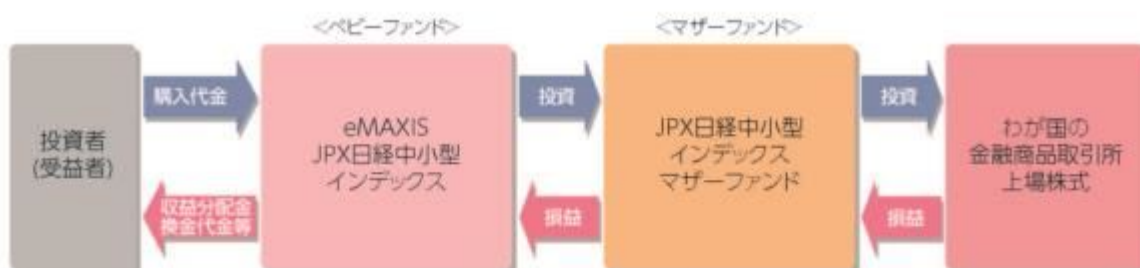 <ベビーファンド>
<マザーファンド>
投資者
(受益者)
購入代金
収益分配金
換金代金等
eMAXIS
JPX日経中小型
インデックス
投資
損益
JPX日経中小型
インデックス
マザーファンド
投資
損益
わが国の
金融商品取引所
上場株式